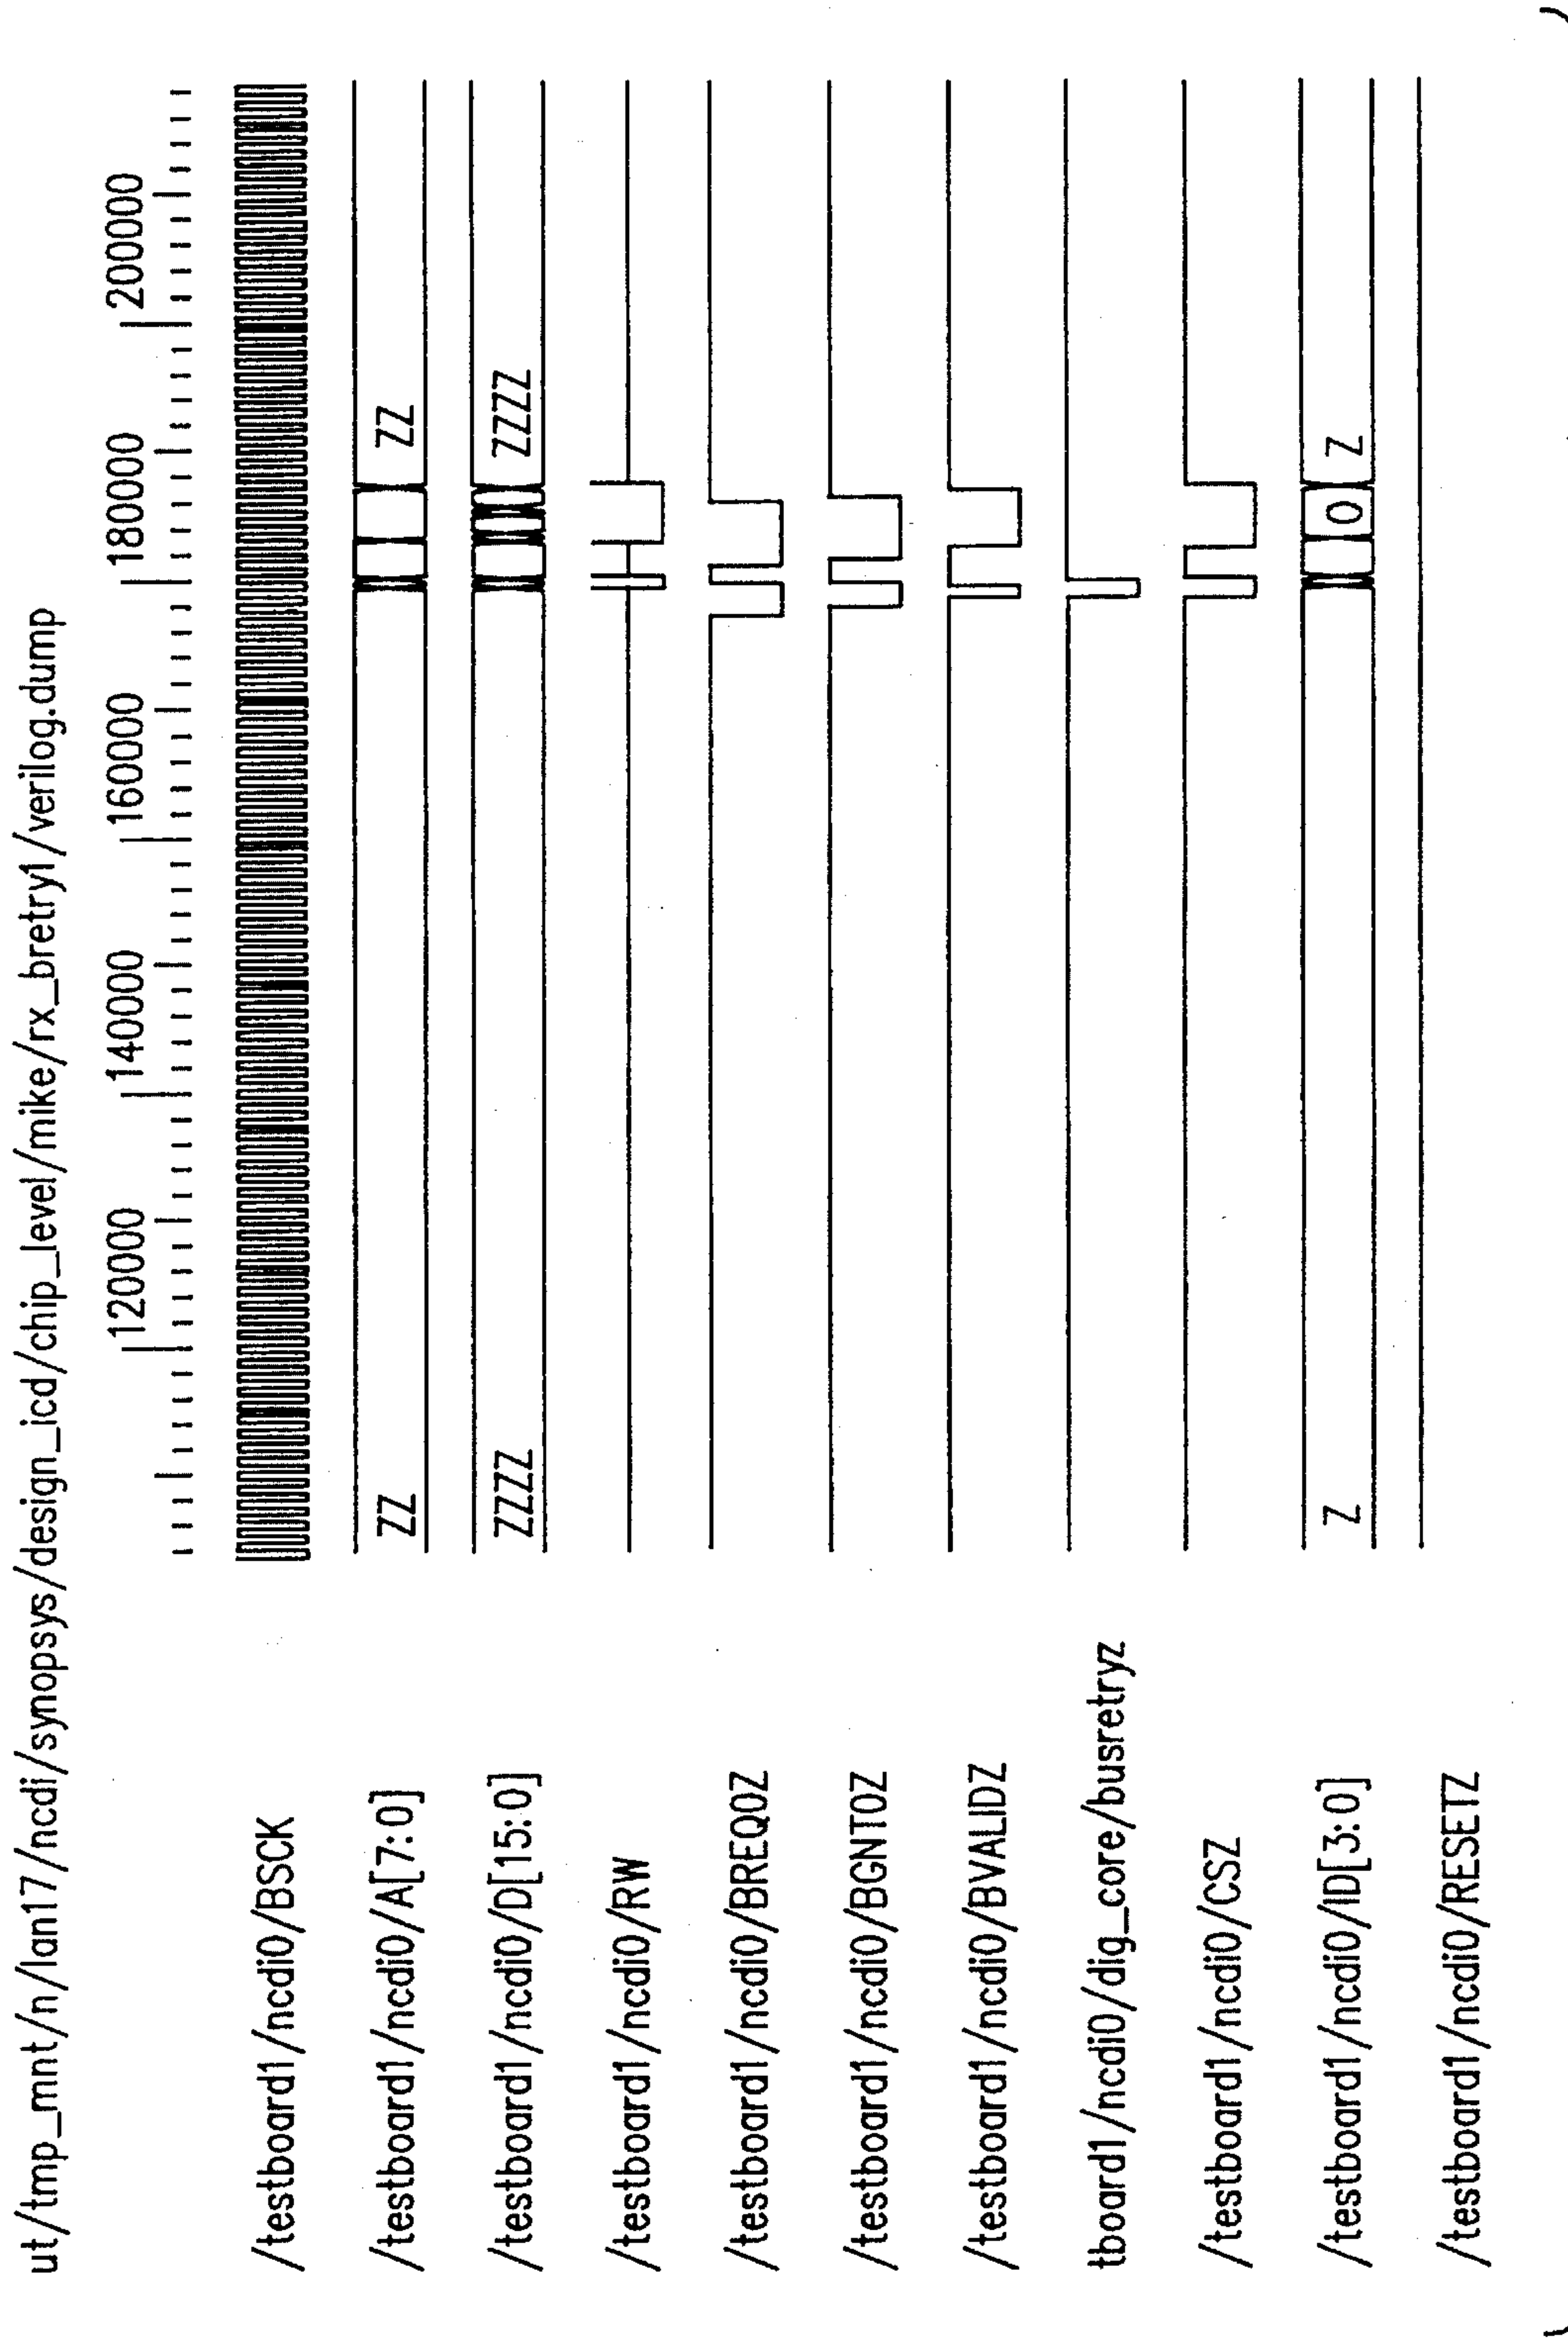 ut/tmp_mnt/n/lan17/ncdi/synopsys/design_icd/chip_level/mike/rx_bretry1/verilog.dump
120000 140000 160000 180000 200000
/testboard1/ncdi0/BSCK
/testboard1/ncdi0/A[7:0] ZZ ZZ
/testboard1/ncdi0/D[15:0] ZZZZ ZZZZ
/testboard1/ncdi0/RW
/testboard1/ncdi0/BREQ0Z
/testboard1/ncdi0/BGNT0Z
/testboard1/ncdi0/BVALIDZ
tboard1/ncdi0/dig_core/busretryz
/testboard1/ncdi0/CSZ
/testboard1/ncdi0/ID[3:0] Z 0 Z
/testboard1/ncdi0/RESETZ